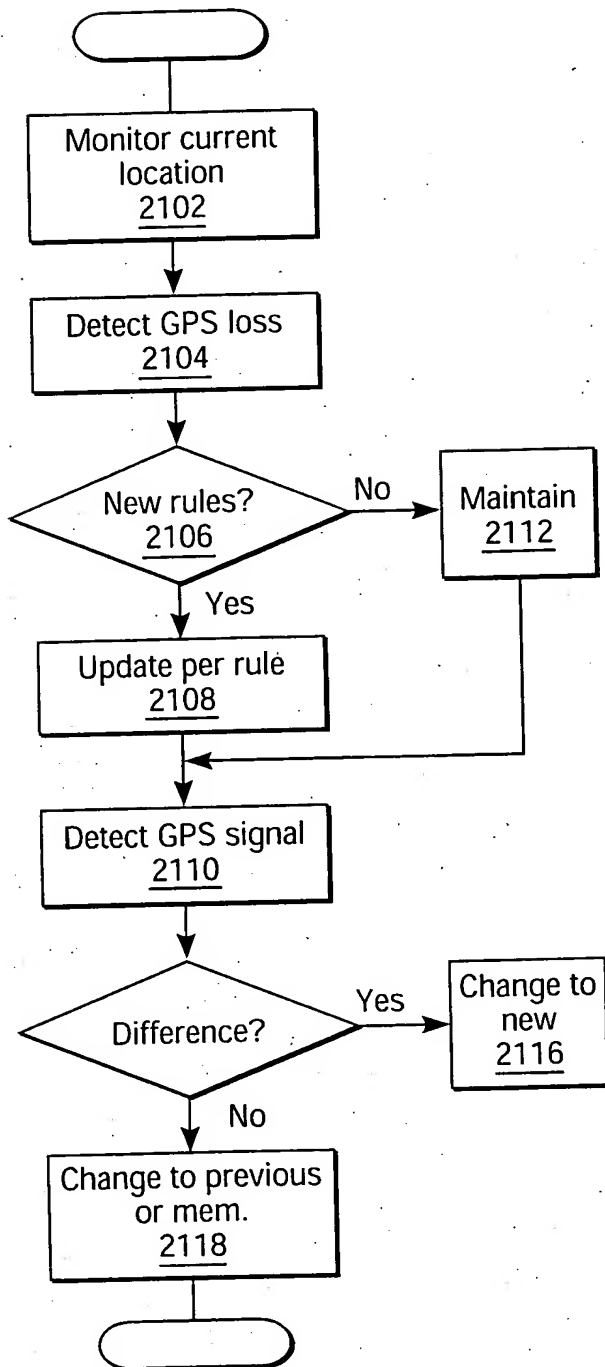 Monitor current
location
2102
Detect GPS loss
2104
New rules?
2106
No
Maintain
2112
Yes
Update per rule
2108
Detect GPS signal
2110
Difference?
Yes
Change to
new
2116
No
Change to previous
or mem.
2118